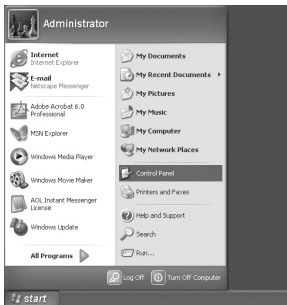 Administrator
Internet
Internet Explorer
E-mail
Netscape Messenger
Adobe Acrobat 6.0
Professional
MSN Explorer
Windows Media Player
Windows Movie Maker
AOL Instant Messenger
License
Windows Update
All Programs
My Documents
My Recent Documents
My Pictures
My Music
My Computer
My Network Places
Control Panel
Printers and Faxes
Help and Support
Search
Run...
Log Off
Turn Off Computer
start